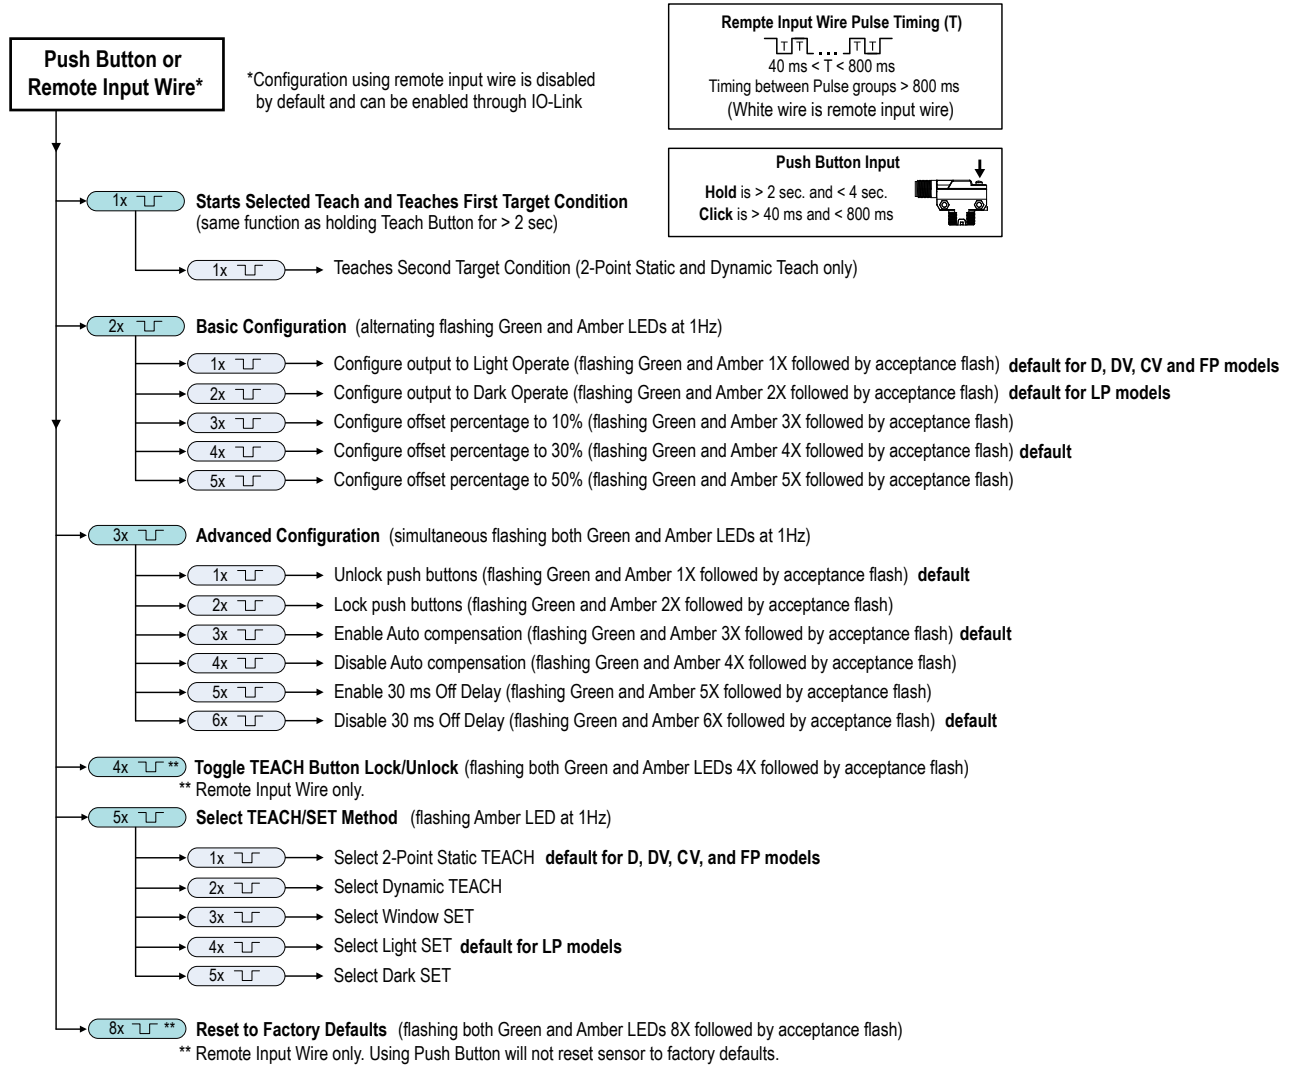 Push Button or
Remote Input Wire*
*Configuration using remote input wire is disabled
by default and can be enabled through IO-Link
Rempte Input Wire Pulse Timing (T)
T T ... T T
40 ms < T < 800 ms
Timing between Pulse groups > 800 ms
(White wire is remote input wire)
Push Button Input
Hold is > 2 sec. and < 4 sec.
Click is > 40 ms and < 800 ms
1x Starts Selected Teach and Teaches First Target Condition
(same function as holding Teach Button for > 2 sec)
1x Teaches Second Target Condition (2-Point Static and Dynamic Teach only)
2x Basic Configuration (alternating flashing Green and Amber LEDs at 1Hz)
1x Configure output to Light Operate (flashing Green and Amber 1X followed by acceptance flash) default for D, DV, CV and FP models
2x Configure output to Dark Operate (flashing Green and Amber 2X followed by acceptance flash) default for LP models
3x Configure offset percentage to 10% (flashing Green and Amber 3X followed by acceptance flash)
4x Configure offset percentage to 30% (flashing Green and Amber 4X followed by acceptance flash) default
5x Configure offset percentage to 50% (flashing Green and Amber 5X followed by acceptance flash)
3x Advanced Configuration (simultaneous flashing both Green and Amber LEDs at 1Hz)
1x Unlock push buttons (flashing Green and Amber 1X followed by acceptance flash) default
2x Lock push buttons (flashing Green and Amber 2X followed by acceptance flash)
3x Enable Auto compensation (flashing Green and Amber 3X followed by acceptance flash) default
4x Disable Auto compensation (flashing Green and Amber 4X followed by acceptance flash)
5x Enable 30 ms Off Delay (flashing Green and Amber 5X followed by acceptance flash)
6x Disable 30 ms Off Delay (flashing Green and Amber 6X followed by acceptance flash) default
4x ** Toggle TEACH Button Lock/Unlock (flashing both Green and Amber LEDs 4X followed by acceptance flash)
** Remote Input Wire only.
5x Select TEACH/SET Method (flashing Amber LED at 1Hz)
1x Select 2-Point Static TEACH default for D, DV, CV, and FP models
2x Select Dynamic TEACH
3x Select Window SET
4x Select Light SET default for LP models
5x Select Dark SET
8x ** Reset to Factory Defaults (flashing both Green and Amber LEDs 8X followed by acceptance flash)
** Remote Input Wire only. Using Push Button will not reset sensor to factory defaults.